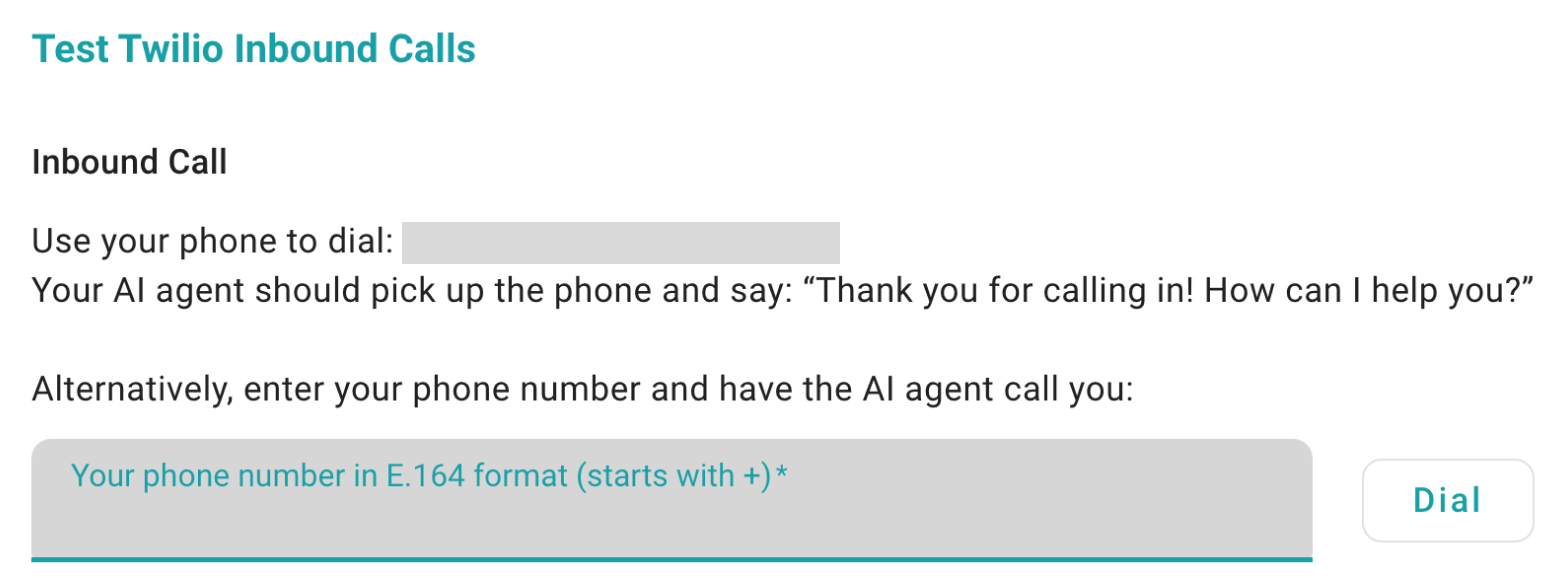 Test Twilio Inbound Calls
Inbound Call
Use your phone to dial:
Your AI agent should pick up the phone and say: “Thank you for calling in! How can I help you?”
Alternatively, enter your phone number and have the AI agent call you:
Your phone number in E.164 format (starts with +)*
Dial